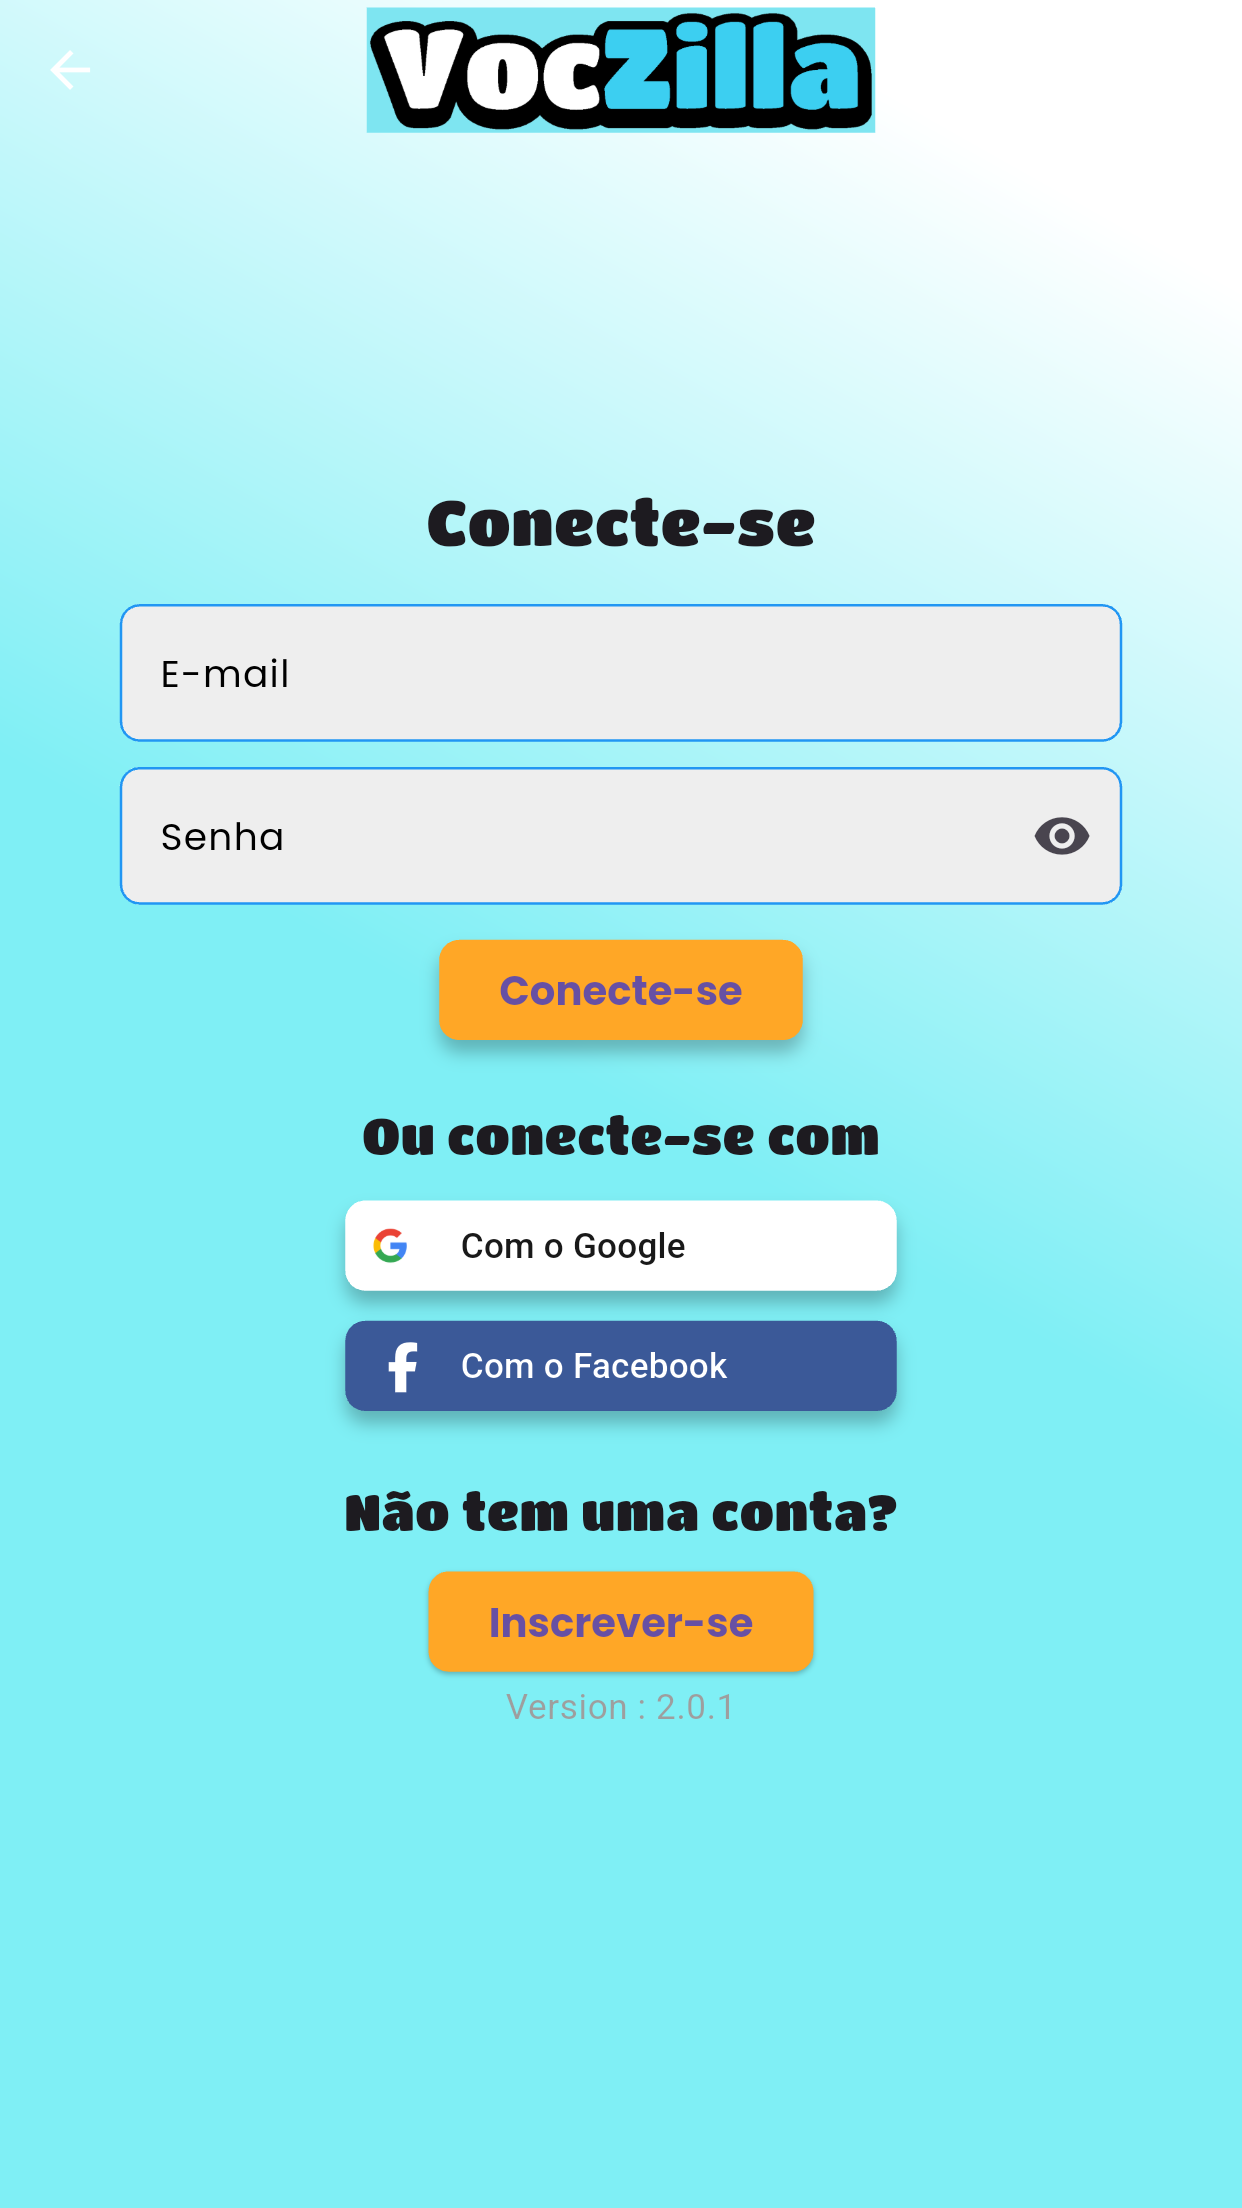 VocZilla
Conecte-se
E-mail
Senha
Conecte-se
Ou conecte-se com
Com o Google
Com o Facebook
Não tem uma conta?
Inscrever-se
Version : 2.0.1